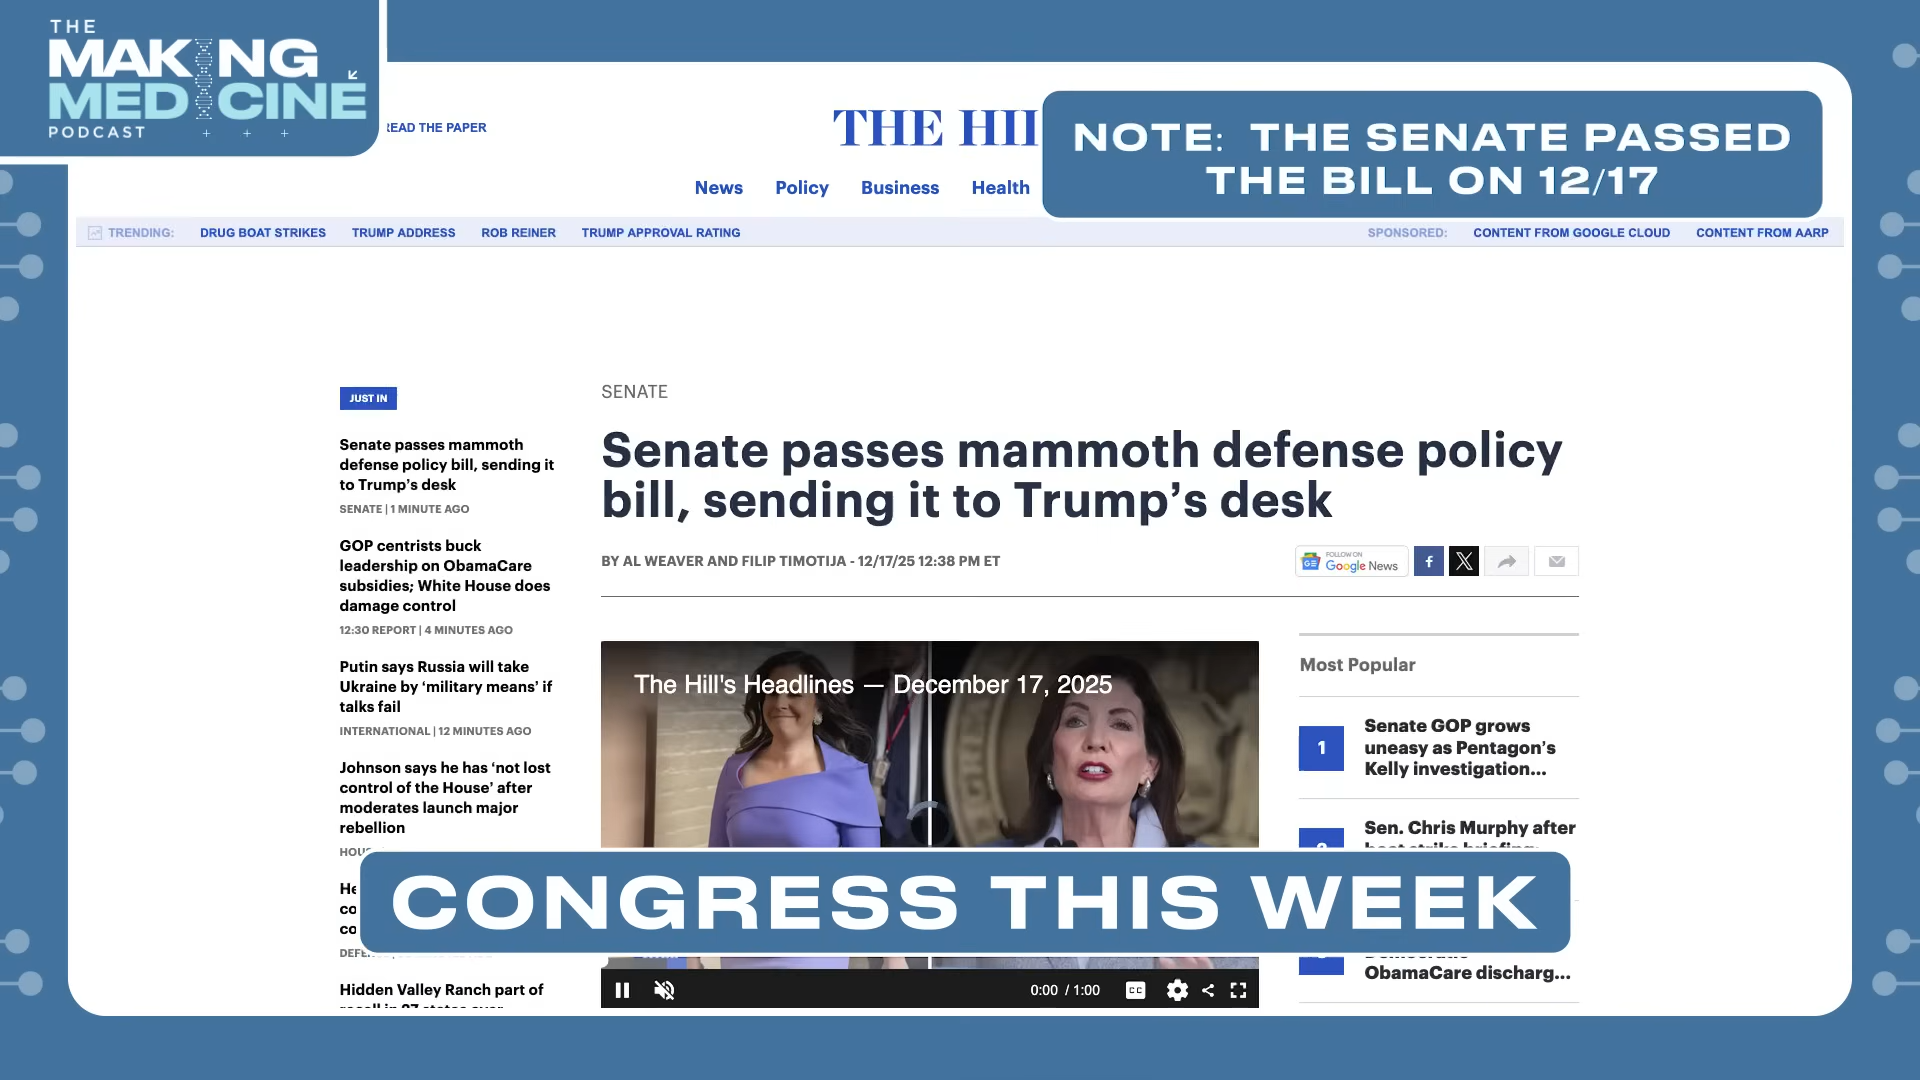 THE
MAKING
MEDICINE
PODCAST
READ THE PAPER
THE HIL
NOTE: THE SENATE PASSED
THE BILL ON 12/17
News Policy Business Health
TRENDING: DRUG BOAT STRIKES TRUMP ADDRESS ROB REINER TRUMP APPROVAL RATING SPONSORED: CONTENT FROM GOOGLE CLOUD CONTENT FROM AARP
JUST IN
Senate passes mammoth
defense policy bill, sending it
to Trump's desk
SENATE | 1 MINUTE AGO
GOP centrists buck
leadership on ObamaCare
subsidies; White House does
damage control
12:30 REPORT | 4 MINUTES AGO
Putin says Russia will take
Ukraine by ‘military means’ if
talks fail
INTERNATIONAL | 12 MINUTES AGO
Johnson says he has ‘not lost
control of the House’ after
moderates launch major
rebellion
Hidden Valley Ranch part of
SENATE
Senate passes mammoth defense policy
bill, sending it to Trump’s desk
BY AL WEAVER AND FILIP TIMOTIJA - 12/17/25 12:38 PM ET
FOLLOW ON
Google News
The Hill's Headlines — December 17, 2025
0:00 / 1:00
CC
Most Popular
1
Senate GOP grows
uneasy as Pentagon’s
Kelly investigation...
Sen. Chris Murphy after
ObamaCare discharg...
CONGRESS THIS WEEK